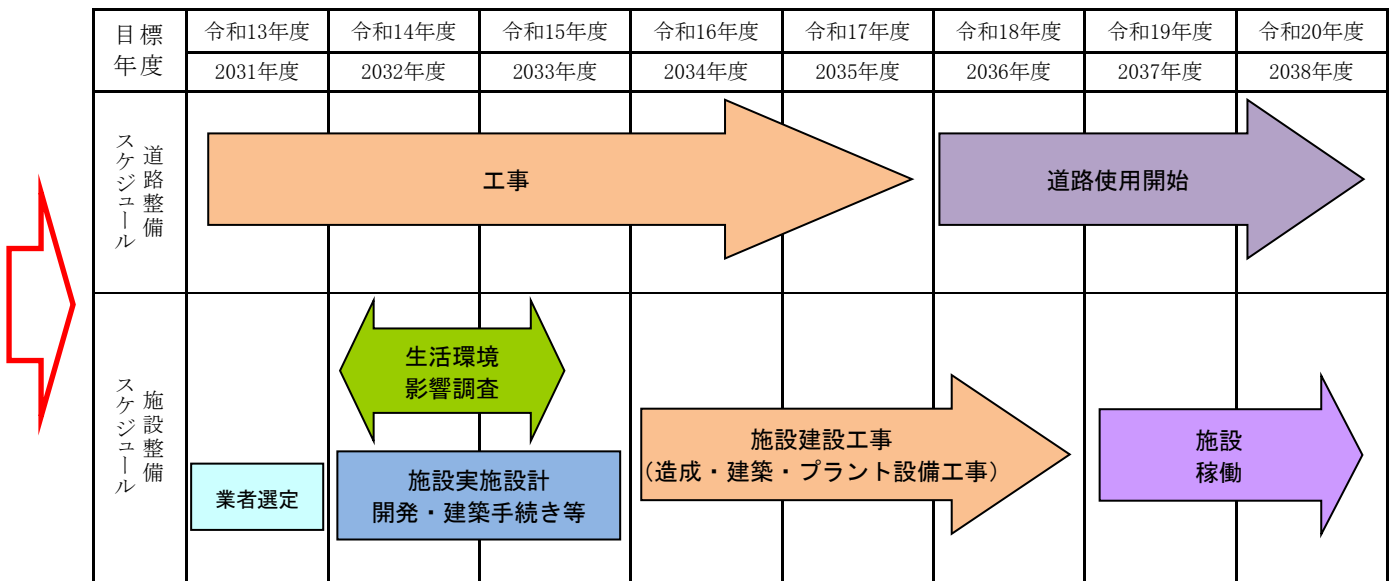 目標
年度
令和13年度
令和14年度
令和15年度
令和16年度
令和17年度
令和18年度
令和19年度
令和20年度
2031年度
2032年度
2033年度
2034年度
2035年度
2036年度
2037年度
2038年度
道路整備
スケジュール
工事
道路使用開始
施設整備
スケジュール
生活環境
影響調査
業者選定
施設実施設計
開発・建築手続き等
施設建設工事
(造成・建築・プラント設備工事)
施設
稼働